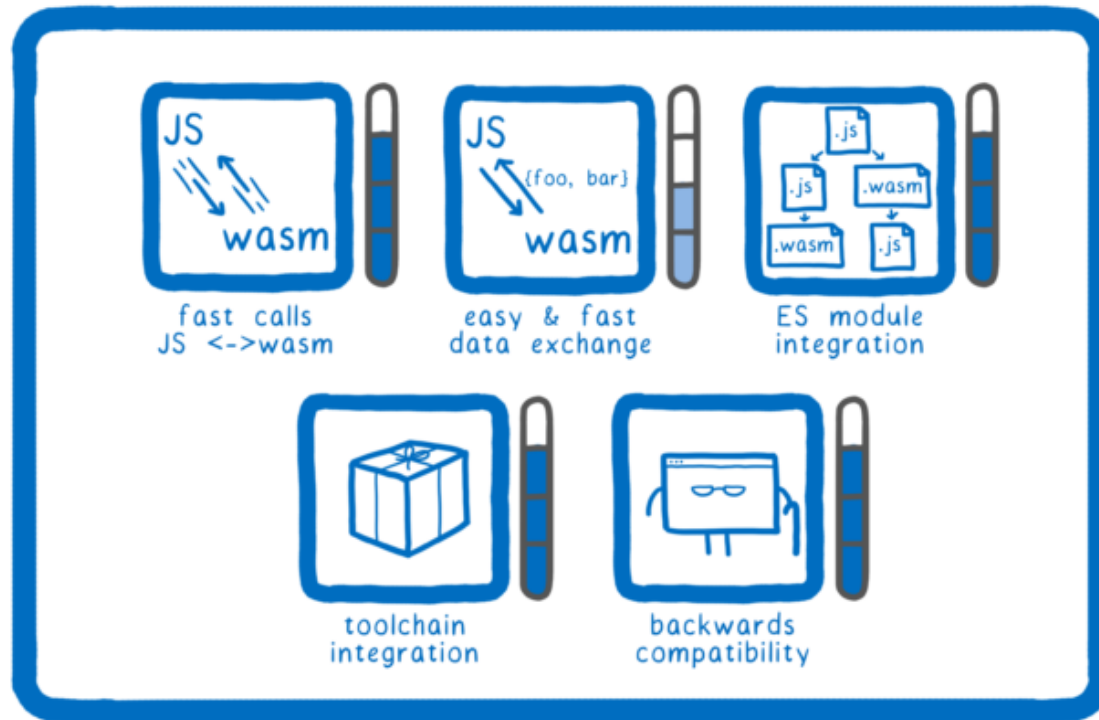 JS
wasm
fast calls
JS <->wasm
JS
{foo, bar}
wasm
easy & fast
data exchange
.js
.js
.wasm
.wasm
.js
ES module
integration
toolchain
integration
backwards
compatibility